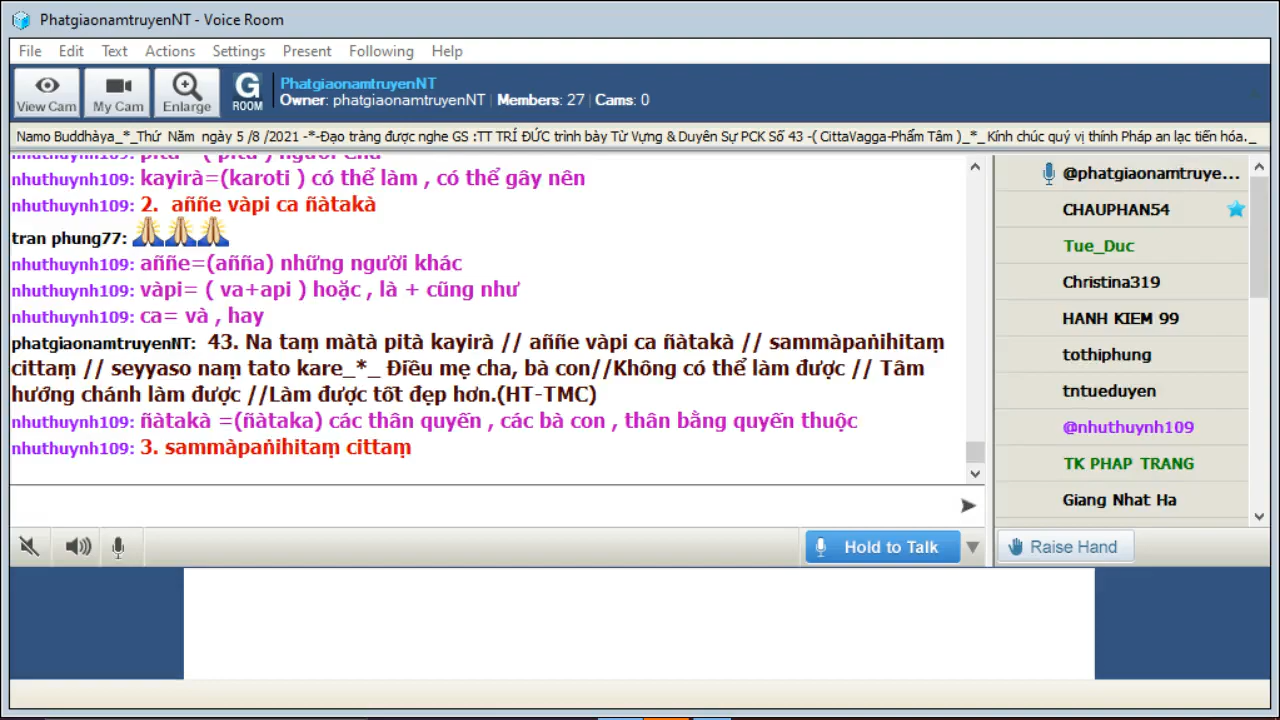 PhatgiaonamtruyenNT - Voice Room
File Edit Text Actions Settings Present Following Help
View Cam My Cam Enlarge G ROOM
PhatgiaonamtruyenNT
Owner: phatgiaonamtruyenNT | Members: 27 | Cams: 0
Namo Buddhàya_*_Thứ Năm ngày 5 /8 /2021 -*-Đạo tràng được nghe GS :TT TRÍ ĐỨC trình bày Từ Vựng & Duyên Sự PCK Số 43 -( CittaVagga-Phẩm Tâm )_*_Kính chúc quý vị thính Pháp an lạc tiến hóa._
nhuthuynh109: kayirà=(karoti ) có thể làm , có thể gây nên
nhuthuynh109: 2. aññe vàpi ca ñàtakà
tran phung77:
nhuthuynh109: aññe=(añña) những người khác
nhuthuynh109: vàpi= ( va+api ) hoặc , là + cũng như
nhuthuynh109: ca= và , hay
phatgiaonamtruyenNT: 43. Na taṃ màtà pità kayirà // aññe vàpi ca ñàtakà // sammàpaṅihitaṃ
cittaṃ // seyyaso naṃ tato kare_*_ Điều mẹ cha, bà con//Không có thể làm được // Tâm
hướng chánh làm được //Làm được tốt đẹp hơn.(HT-TMC)
nhuthuynh109: ñàtakà =(ñàtaka) các thân quyến , các bà con , thân bằng quyến thuộc
nhuthuynh109: 3. sammàpaṅihitaṃ cittaṃ
@phatgiaonamtruye...
CHAUPHAN54
Tue_Duc
Christina319
HANH KIEM 99
tothiphung
tntueduyen
@nhuthuynh109
TK PHAP TRANG
Giang Nhat Ha
Hold to Talk
Raise Hand